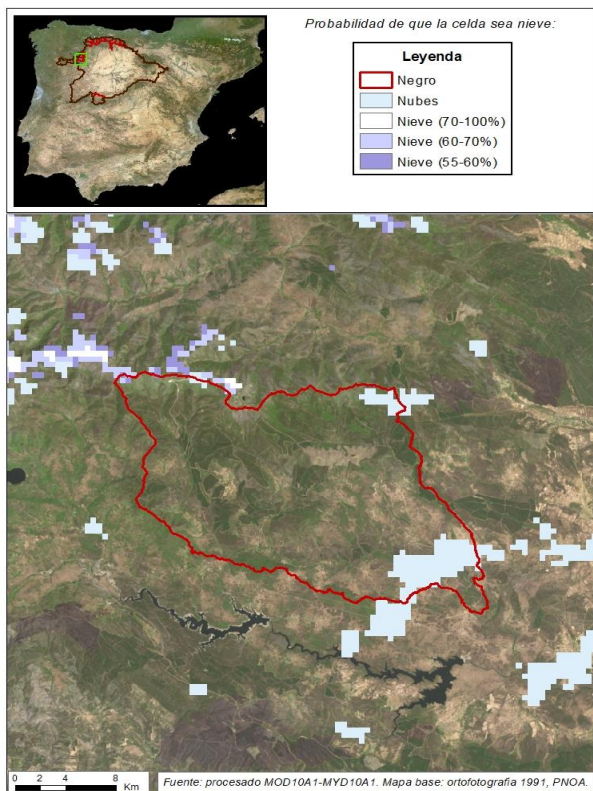 Probabilidad de que la celda sea nieve:
Leyenda
Negro
Nubes
Nieve (70-100%)
Nieve (60-70%)
Nieve (55-60%)
0 2 4 8
Km
Fuente: procesado MOD10A1-MYD10A1. Mapa base: ortofotografía 1991, PNOA.